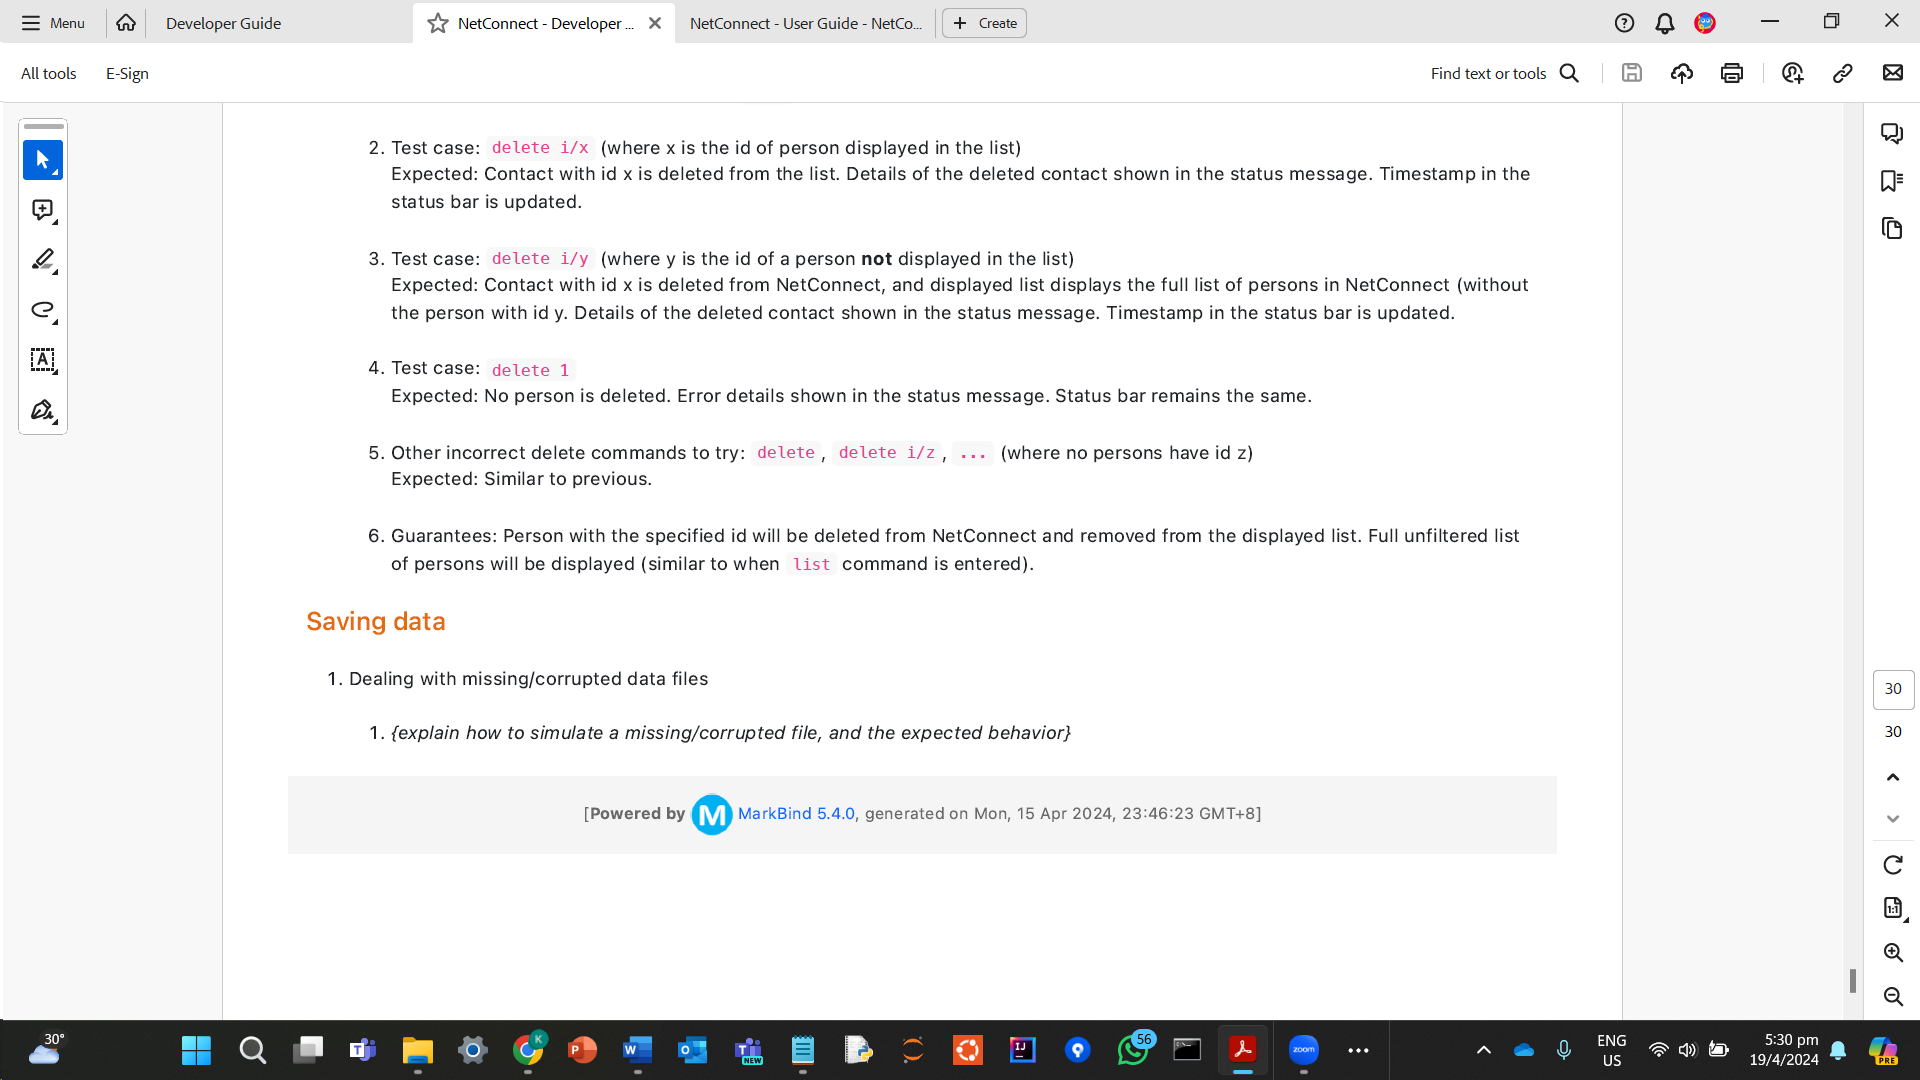 Menu
Developer Guide
NetConnect - Developer ...
NetConnect - User Guide - NetCo...
Create
All tools
E-Sign
Find text or tools
2. Test case: delete i/x (where x is the id of person displayed in the list)
Expected: Contact with id x is deleted from the list. Details of the deleted contact shown in the status message. Timestamp in the
status bar is updated.
3. Test case: delete i/y (where y is the id of a person not displayed in the list)
Expected: Contact with id x is deleted from NetConnect, and displayed list displays the full list of persons in NetConnect (without
the person with id y. Details of the deleted contact shown in the status message. Timestamp in the status bar is updated.
4. Test case: delete 1
Expected: No person is deleted. Error details shown in the status message. Status bar remains the same.
5. Other incorrect delete commands to try: delete, delete i/z, ... (where no persons have id z)
Expected: Similar to previous.
6. Guarantees: Person with the specified id will be deleted from NetConnect and removed from the displayed list. Full unfiltered list
of persons will be displayed (similar to when list command is entered).
Saving data
1. Dealing with missing/corrupted data files
1. {explain how to simulate a missing/corrupted file, and the expected behavior}
[Powered by M MarkBind 5.4.0, generated on Mon, 15 Apr 2024, 23:46:23 GMT+8]
30
30
1:1
30°
K
NEW
IJ
56
zoom
ENG
US
5:30 pm
19/4/2024
PRE